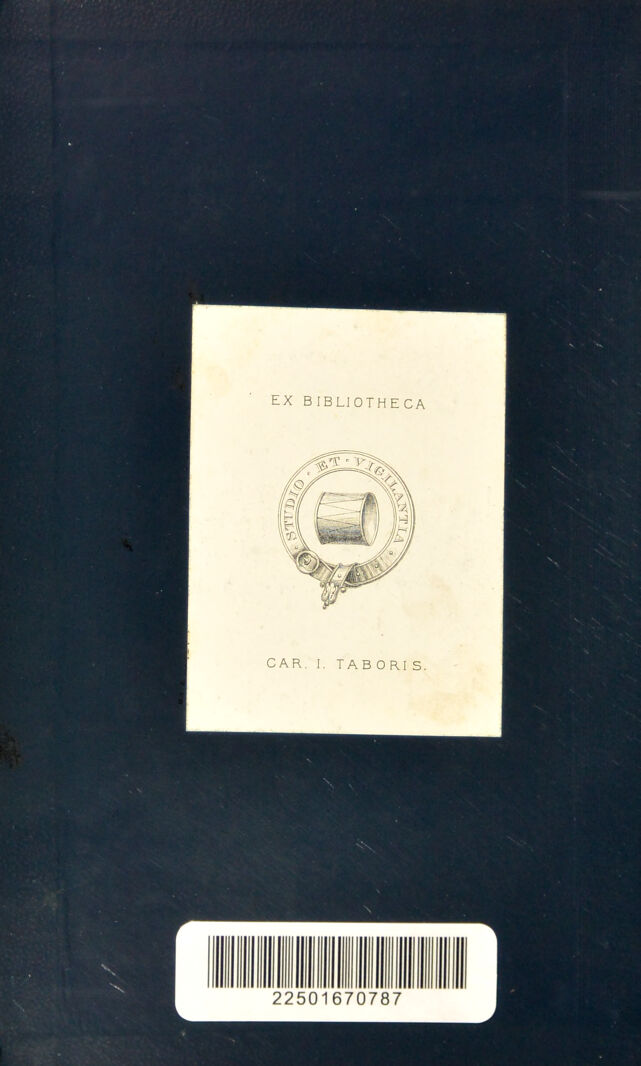 EX BIBLIOTHECA
· STUDIO · ET · VIGILANTIA ·
CAR. I. TABORIS.
22501670787